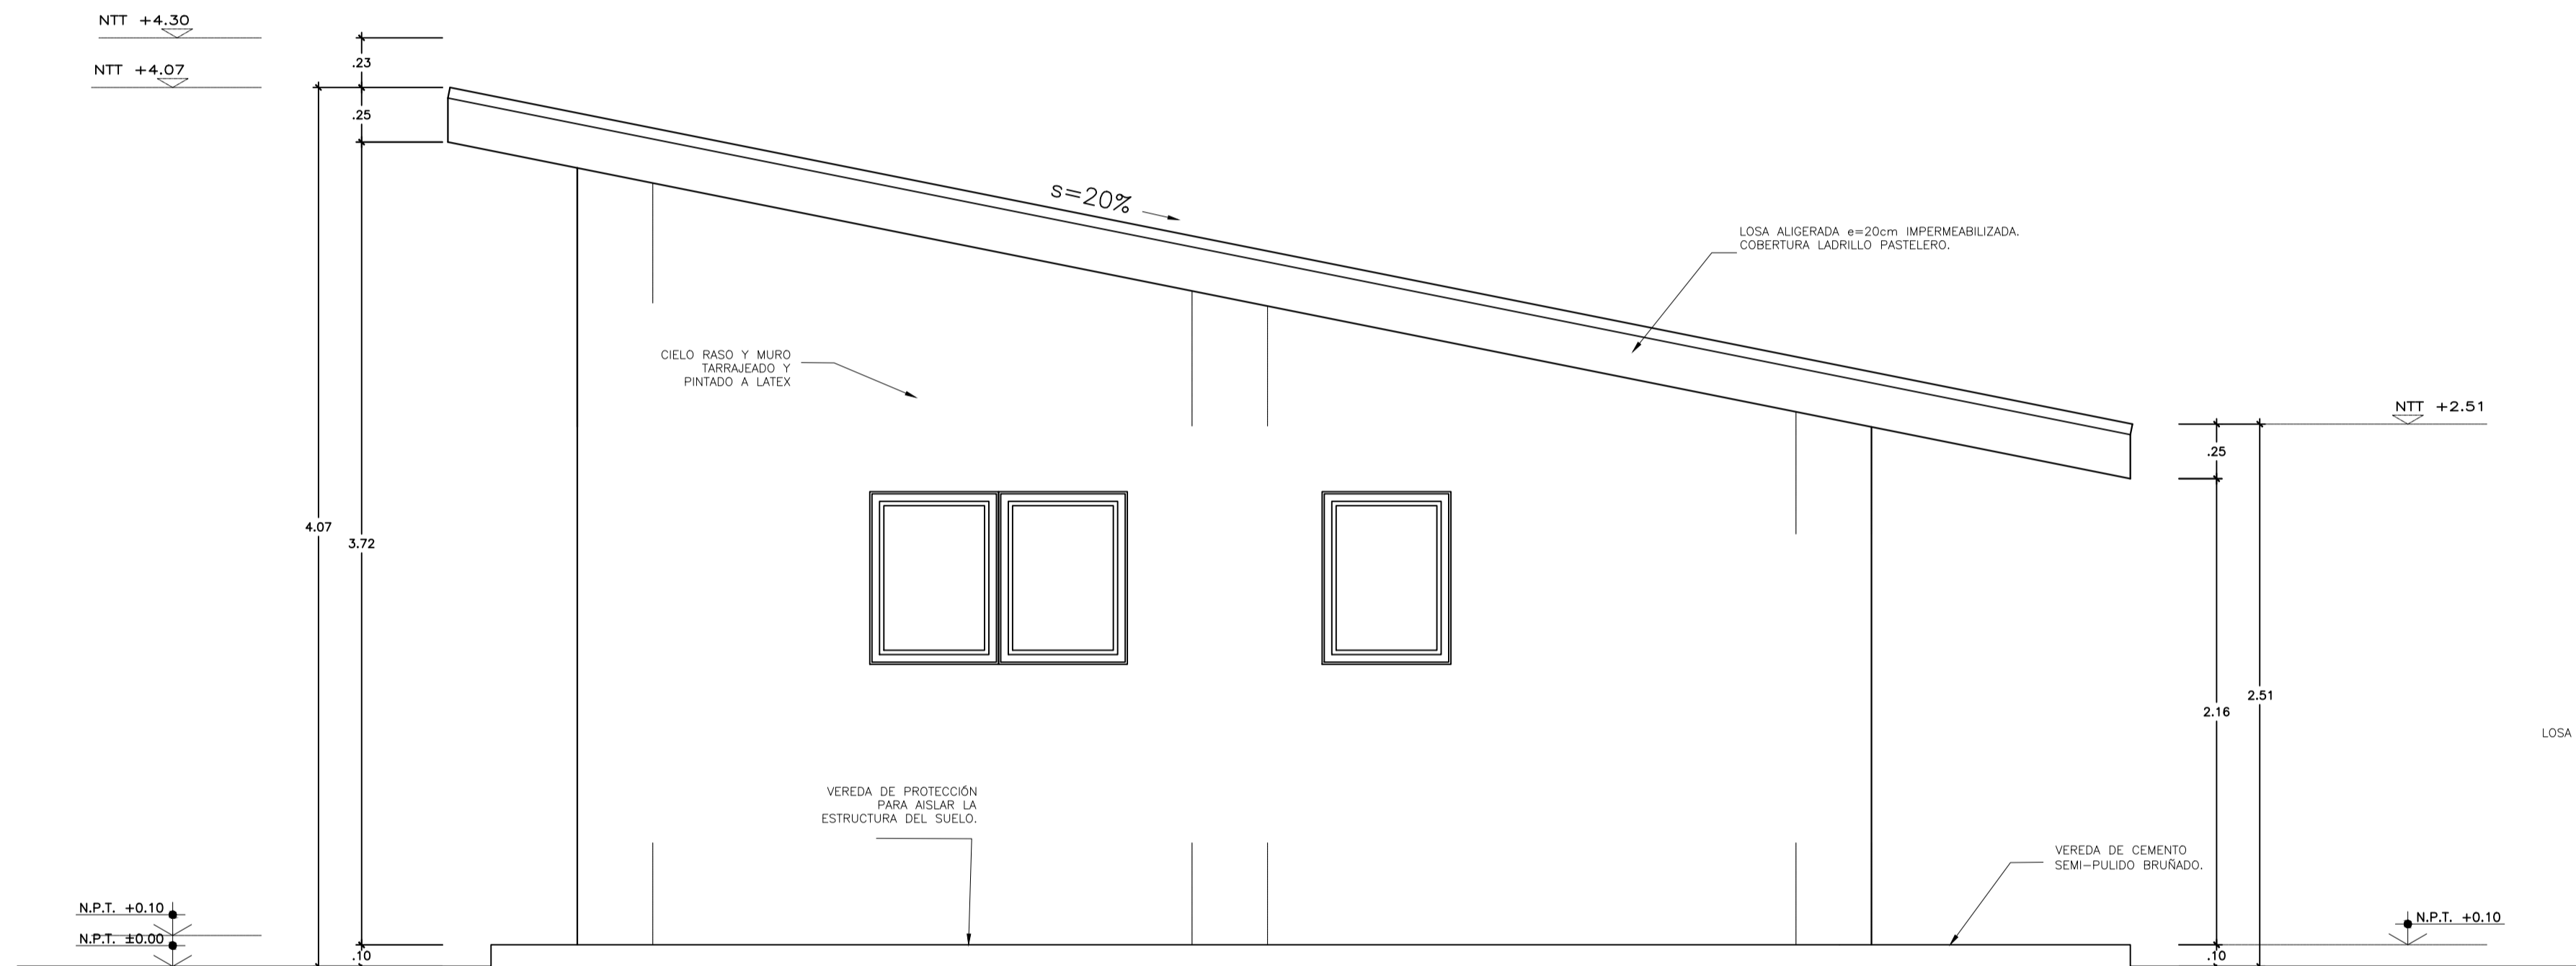 NTT +4.30
.23
NTT +4.07
.25
s=20%
LOSA ALIGERADA e=20cm IMPERMEABILIZADA.
COBERTURA LADRILLO PASTELERO.
CIELO RASO Y MURO
TARRAJEADO Y
PINTADO A LATEX
NTT +2.51
.25
4.07
3.72
2.51
2.16
LOSA
VEREDA DE PROTECCIÓN
PARA AISLAR LA
ESTRUCTURA DEL SUELO.
VEREDA DE CEMENTO
SEMI-PULIDO BRUÑADO.
N.P.T. +0.10
N.P.T. +0.10
N.P.T. ±0.00
.10
.10